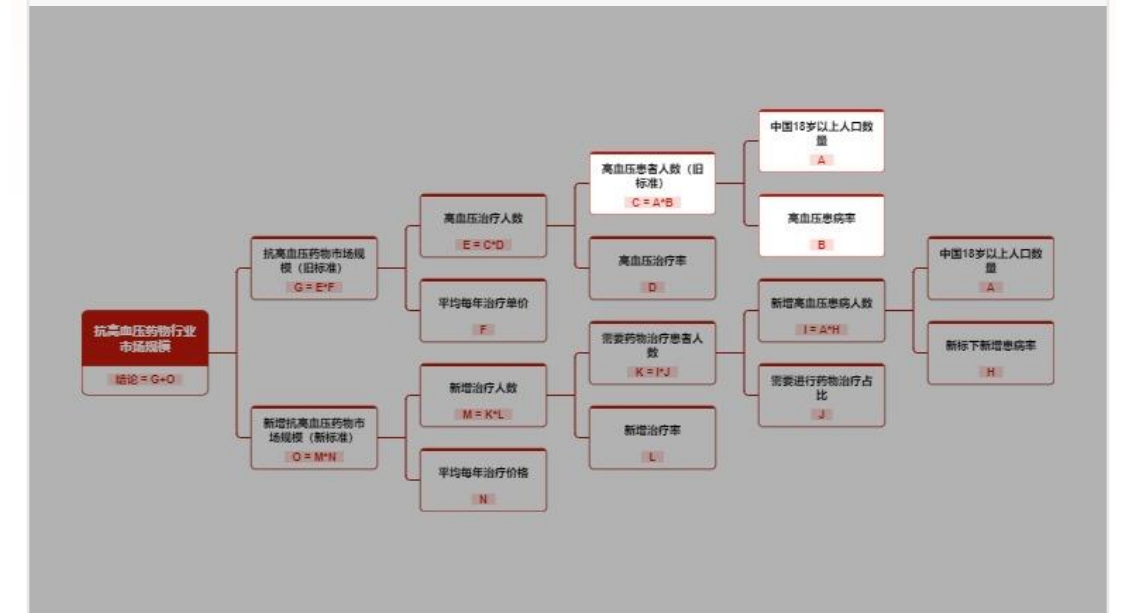 抗高血压药物行业
市场规模
结论 = G+O
抗高血压药物市场规
模（旧标准）
G = E*F
新增抗高血压药物市
场规模（新标准）
O = M*N
高血压治疗人数
E = C*D
平均每年治疗单价
F
新增治疗人数
M = K*L
平均每年治疗价格
N
高血压患者人数（旧
标准）
C = A*B
高血压治疗率
D
需要药物治疗患者人
数
K = I*J
新增治疗率
L
中国18岁以上人口数
量
A
高血压患病率
B
新增高血压患病人数
I = A*H
需要进行药物治疗占
比
J
中国18岁以上人口数
量
A
新标下新增患病率
H